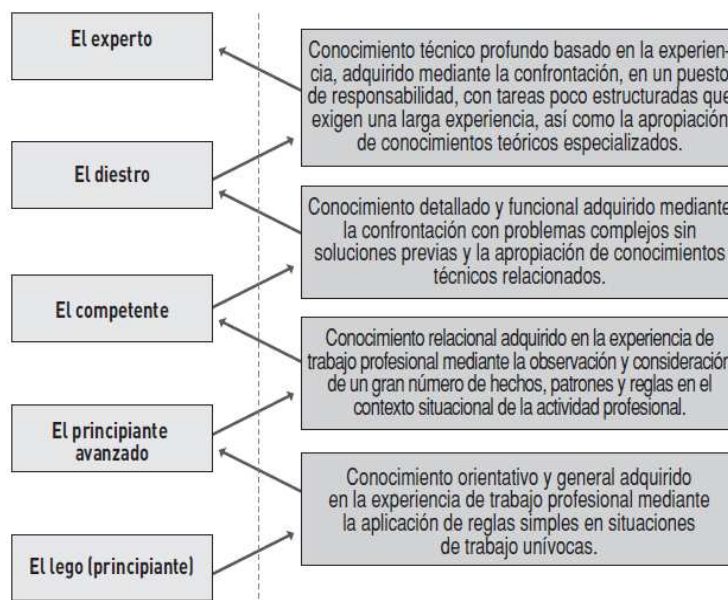 El experto
Conocimiento técnico profundo basado en la experien-
cia, adquirido mediante la confrontación, en un puesto
de responsabilidad, con tareas poco estructuradas que
exigen una larga experiencia, así como la apropiación
de conocimientos teóricos especializados.
El diestro
Conocimiento detallado y funcional adquirido mediante
la confrontación con problemas complejos sin
soluciones previas y la apropiación de conocimientos
técnicos relacionados.
El competente
Conocimiento relacional adquirido en la experiencia de
trabajo profesional mediante la observación y consideración
de un gran número de hechos, patrones y reglas en el
contexto situacional de la actividad profesional.
El principiante
avanzado
Conocimiento orientativo y general adquirido
en la experiencia de trabajo profesional mediante
la aplicación de reglas simples en situaciones
de trabajo unívocas.
El lego (principiante)